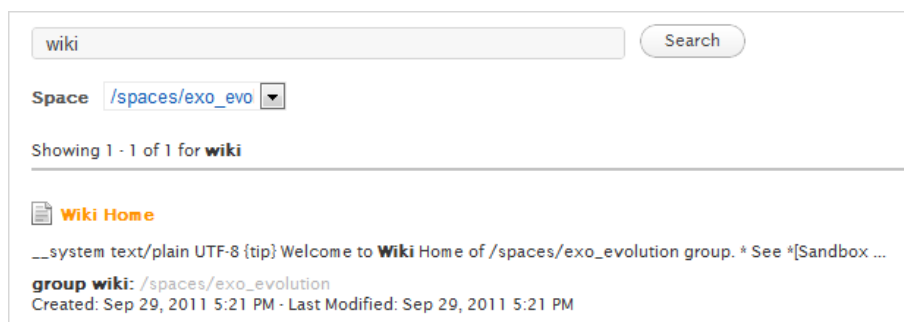 wiki
Search
Space /spaces/exo_evo
Showing 1 - 1 of 1 for wiki
Wiki Home
__system text/plain UTF-8 {tip} Welcome to Wiki Home of /spaces/exo_evolution group. * See *[Sandbox ...
group wiki: /spaces/exo_evolution
Created: Sep 29, 2011 5:21 PM - Last Modified: Sep 29, 2011 5:21 PM